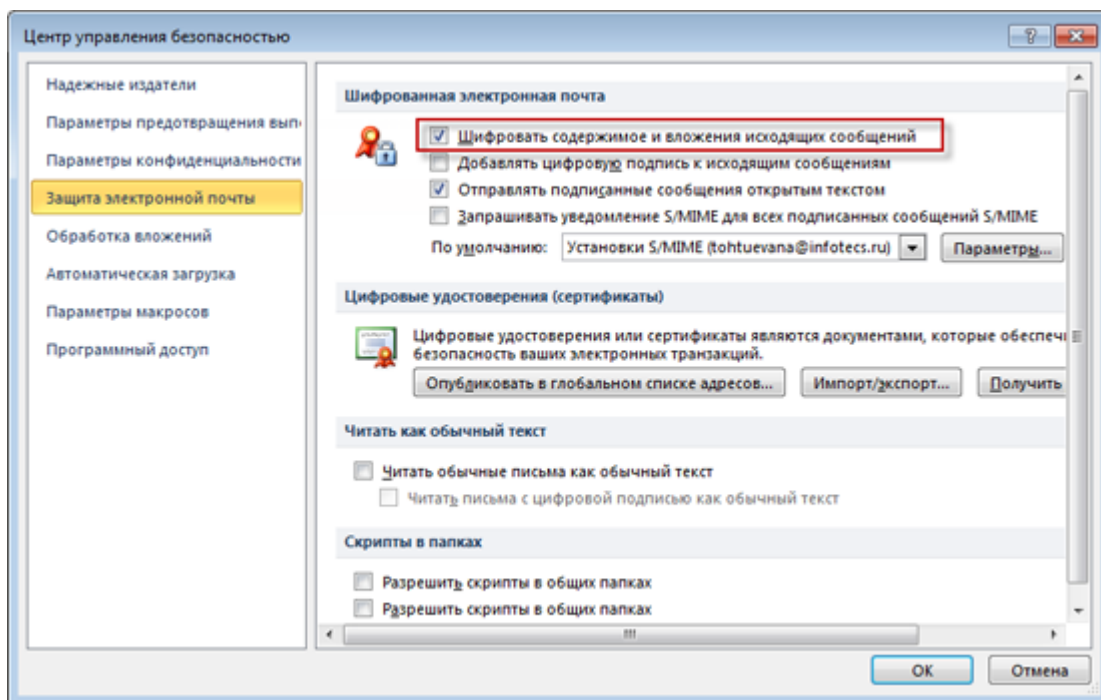 Центр управления безопасностью
Надежные издатели
Параметры предотвращения вып
Параметры конфиденциальности
Защита электронной почты
Обработка вложений
Автоматическая загрузка
Параметры макросов
Программный доступ
Шифрованная электронная почта
Шифровать содержимое и вложения исходящих сообщений
Добавлять цифровую подпись к исходящим сообщениям
Отправлять подписанные сообщения открытым текстом
Запрашивать уведомление S/MIME для всех подписанных сообщений S/MIME
По умолчанию: Установки S/MIME (tohtuevana@infotecs.ru) Параметры...
Цифровые удостоверения (сертификаты)
Цифровые удостоверения или сертификаты являются документами, которые обеспечи
безопасность ваших электронных транзакций.
Опубликовать в глобальном списке адресов... Импорт/экспорт... Получить
Читать как обычный текст
Читать обычные письма как обычный текст
Читать письма с цифровой подписью как обычный текст
Скрипты в папках
Разрешить скрипты в общих папках
Разрешить скрипты в общих папках
OK Отмена